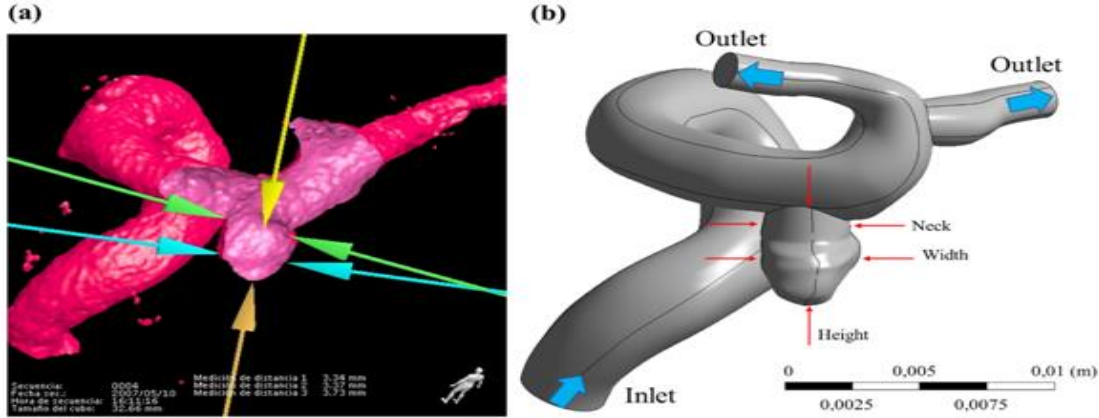 (a)
(b)
Outlet
Outlet
Neck
Width
Height
Inlet
0 0,005 0,01 (m)
0,0025 0,0075
Secuencia: 0004
Fecha sec.: 2007/05/10
Hora de secuencia: 16:11:16
Tamaño del cubo: 32.66 mm
Medición de distancia 1 3.34 mm
Medición de distancia 2 3.37 mm
Medición de distancia 3 3.73 mm